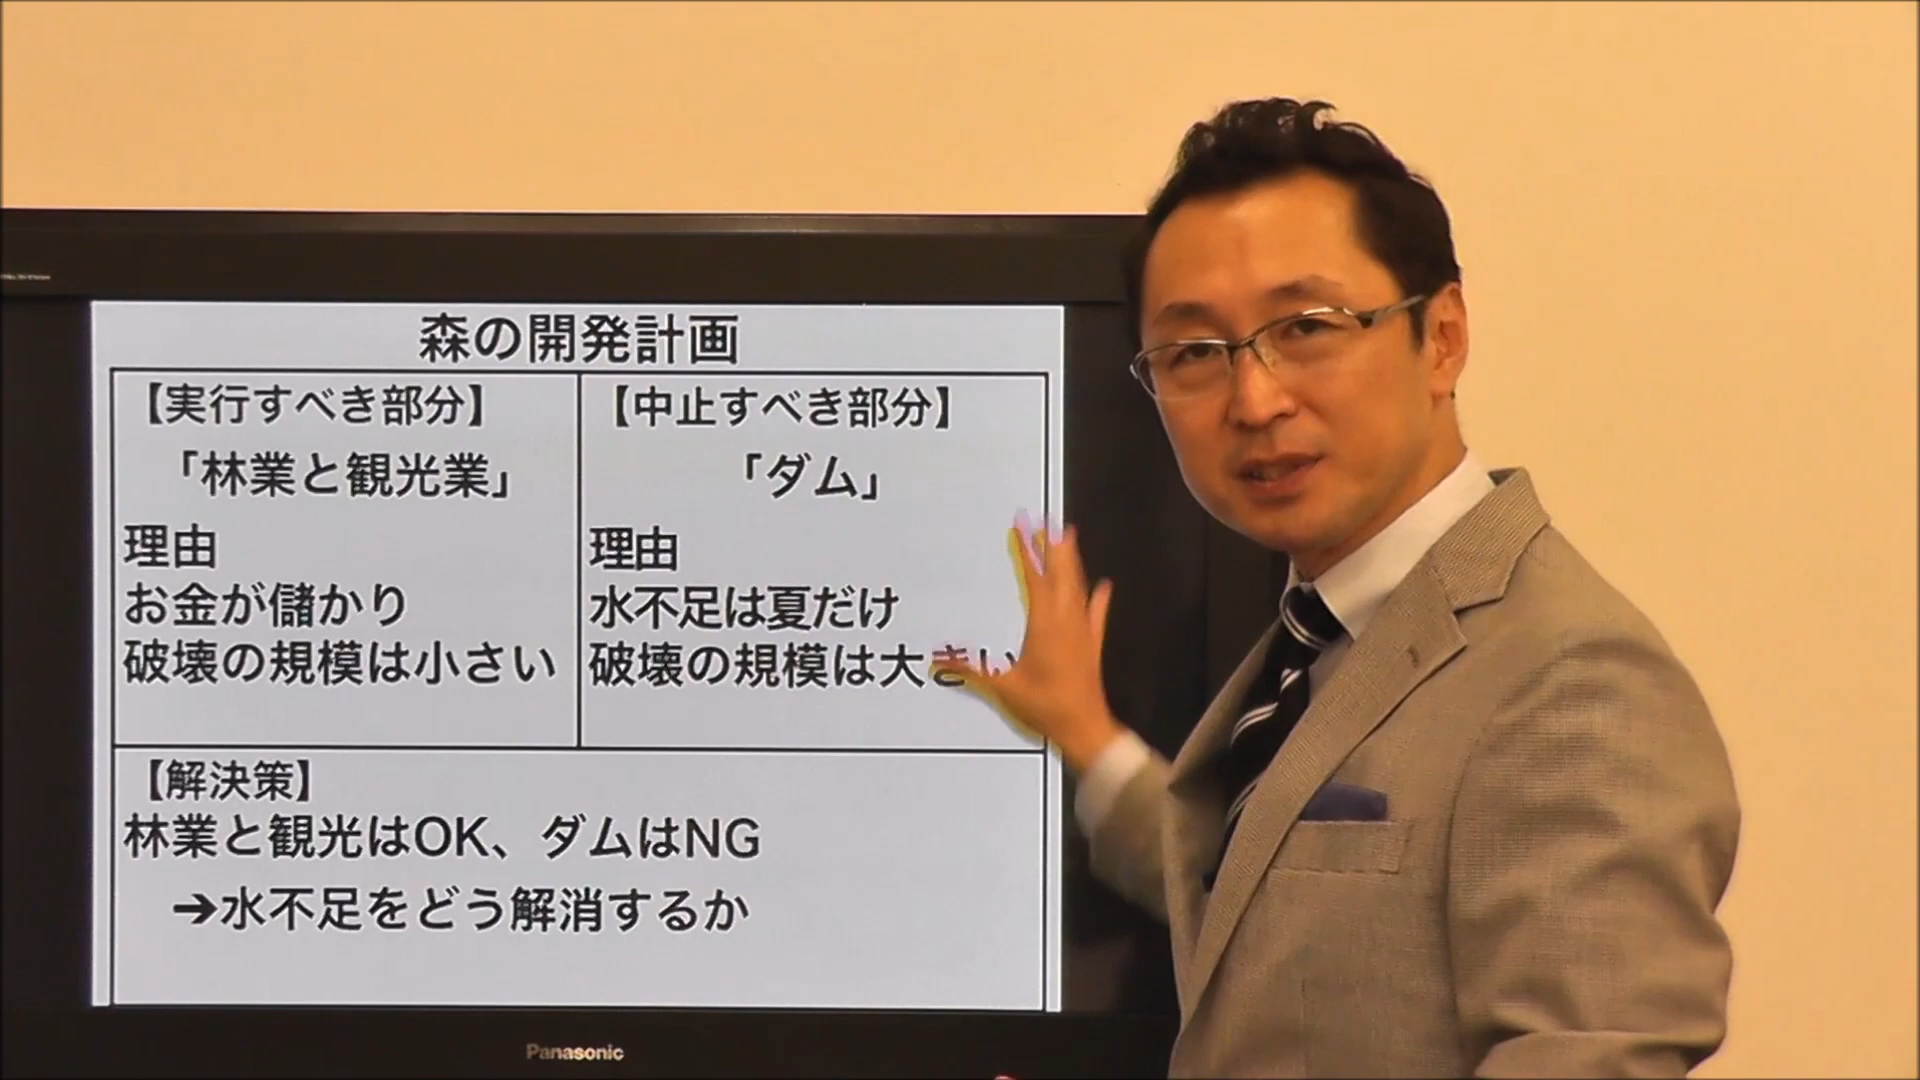 森の開発計画
【実行すべき部分】
「林業と観光業」
理由
お金が儲かり
破壊の規模は小さい
【中止すべき部分】
「ダム」
理由
水不足は夏だけ
破壊の規模は大きい
【解決策】
林業と観光はOK、ダムはNG
➔水不足をどう解消するか
Panasonic